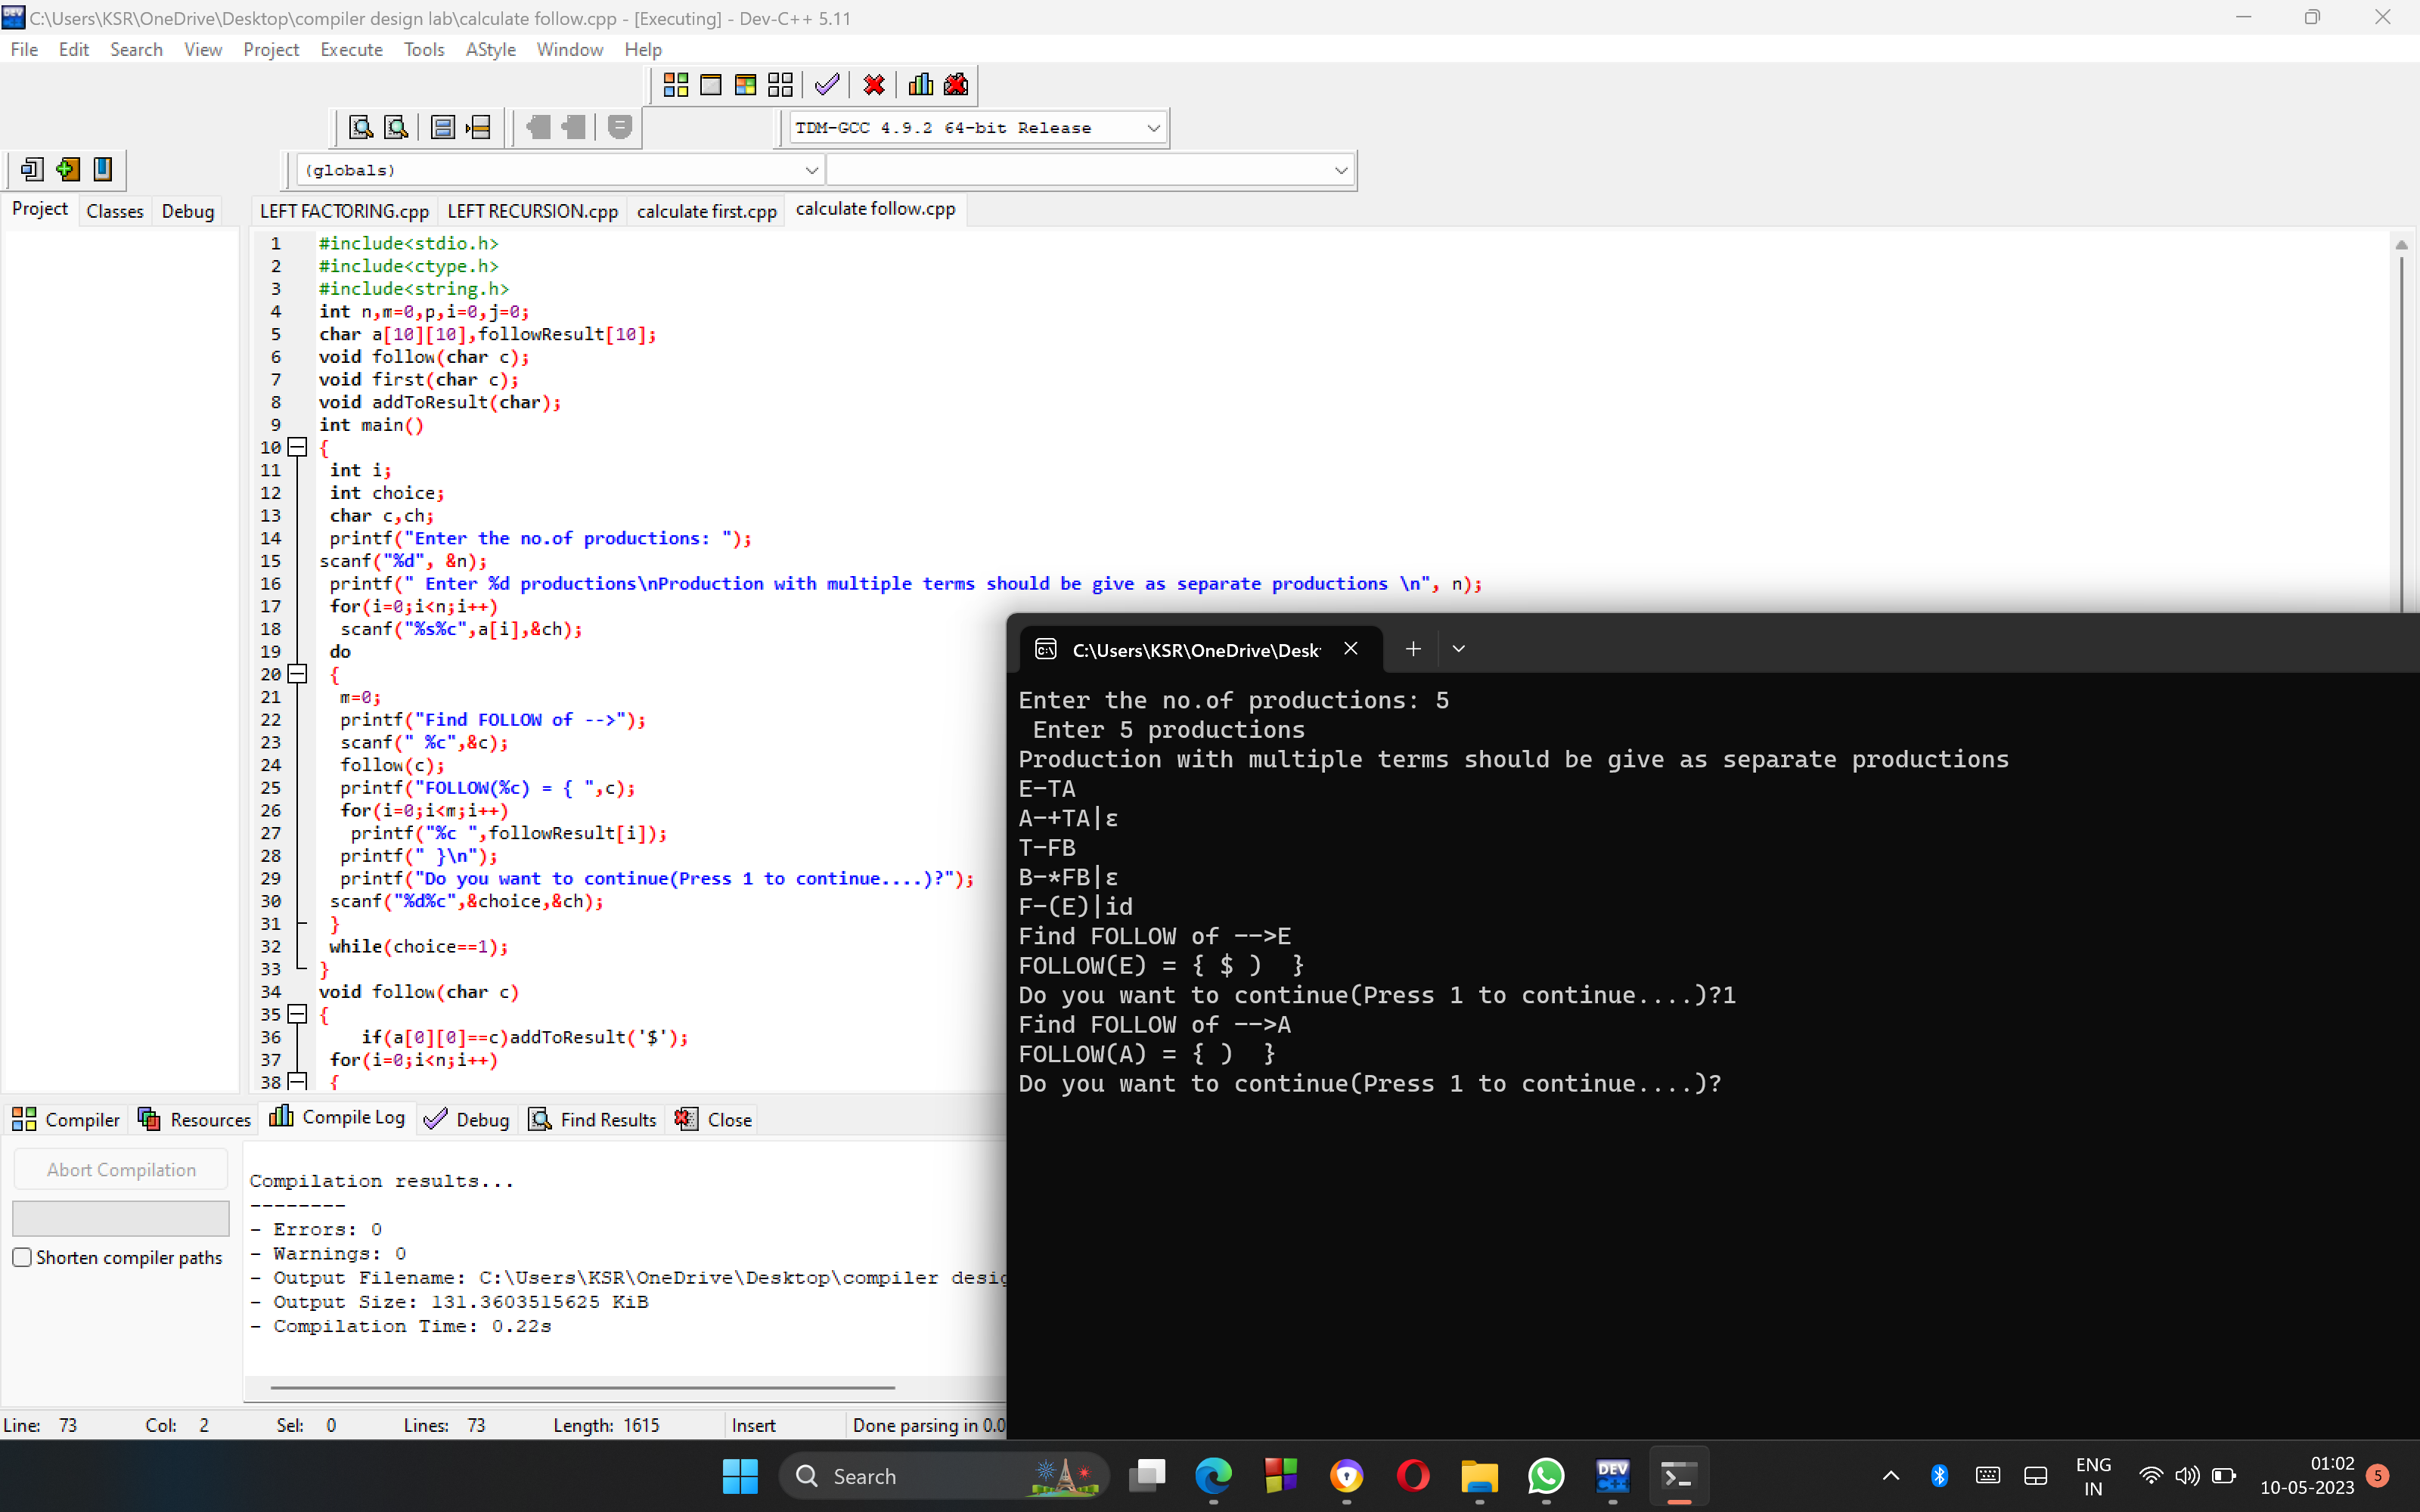 C:\Users\KSR\OneDrive\Desktop\compiler design lab\calculate follow.cpp - [Executing] - Dev-C++ 5.11
File Edit Search View Project Execute Tools AStyle Window Help
TDM-GCC 4.9.2 64-bit Release
(globals)
Project Classes Debug
LEFT FACTORING.cpp LEFT RECURSION.cpp calculate first.cpp calculate follow.cpp
1 #include<stdio.h>
2 #include<ctype.h>
3 #include<string.h>
4 int n,m=0,p,i=0,j=0;
5 char a[10][10],followResult[10];
6 void follow(char c);
7 void first(char c);
8 void addToResult(char);
9 int main()
10 {
11 int i;
12 int choice;
13 char c,ch;
14 printf("Enter the no.of productions: ");
15 scanf("%d", &n);
16 printf(" Enter %d productions\nProduction with multiple terms should be give as separate productions \n", n);
17 for(i=0;i<n;i++)
18 scanf("%s%c",a[i],&ch);
19 do
20 {
21 m=0;
22 printf("Find FOLLOW of -->");
23 scanf(" %c",&c);
24 follow(c);
25 printf("FOLLOW(%c) = { ",c);
26 for(i=0;i<m;i++)
27 printf("%c ",followResult[i]);
28 printf(" }\n");
29 printf("Do you want to continue(Press 1 to continue....)?");
30 scanf("%d%c",&choice,&ch);
31 }
32 while(choice==1);
33 }
34 void follow(char c)
35 {
36 if(a[0][0]==c)addToResult('$');
37 for(i=0;i<n;i++)
38 {
C:\Users\KSR\OneDrive\Desk
Enter the no.of productions: 5
Enter 5 productions
Production with multiple terms should be give as separate productions
E-TA
A-+TA|ε
T-FB
B-*FB|ε
F-(E)|id
Find FOLLOW of -->E
FOLLOW(E) = { $ )  }
Do you want to continue(Press 1 to continue....)?1
Find FOLLOW of -->A
FOLLOW(A) = { )  }
Do you want to continue(Press 1 to continue....)?
Compiler Resources Compile Log Debug Find Results Close
Abort Compilation
Shorten compiler paths
Compilation results...
--------
- Errors: 0
- Warnings: 0
- Output Filename: C:\Users\KSR\OneDrive\Desktop\compiler desig
- Output Size: 131.3603515625 KiB
- Compilation Time: 0.22s
Line: 73 Col: 2 Sel: 0 Lines: 73 Length: 1615 Insert Done parsing in 0.0
Search
DEV C++
ENG
IN
01:02
10-05-2023
5